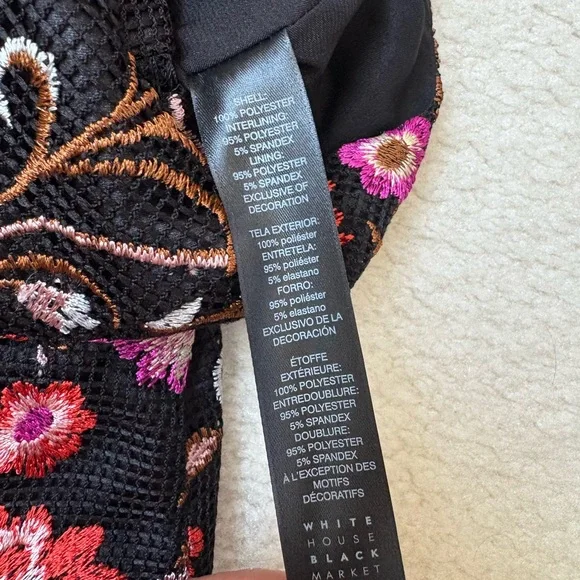 SHELL:
100% POLYESTER
INTERLINING:
95% POLYESTER
5% SPANDEX
LINING:
95% POLYESTER
5% SPANDEX
EXCLUSIVE OF
DECORATION
TELA EXTERIOR:
100% poliéster
ENTRETELA:
95% poliéster
5% elastano
FORRO:
95% poliéster
5% elastano
EXCLUSIVO DE LA
DECORACIÓN
ÉTOFFE
EXTÉRIEURE:
100% POLYESTER
ENTREDOUBLURE:
95% POLYESTER
5% SPANDEX
DOUBLURE:
95% POLYESTER
5% SPANDEX
À L'EXCEPTION DES
MOTIFS
DÉCORATIFS
WHITE
HOUSE
BLACK
MARKET